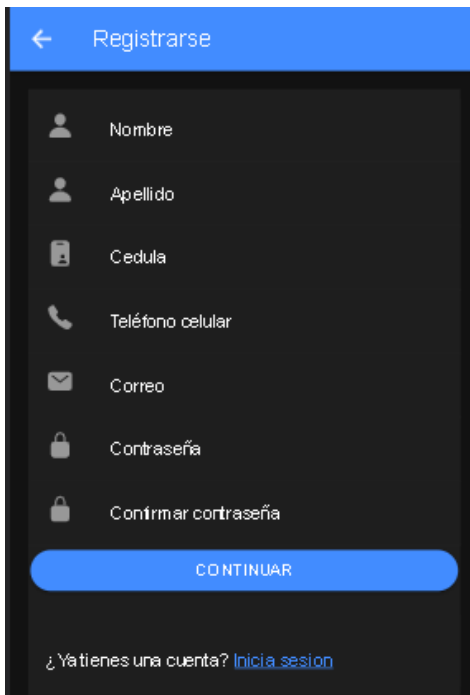 Registrarse
Nombre
Apellido
Cedula
Teléfono celular
Correo
Contraseña
Confirmar contraseña
CONTINUAR
¿Ya tienes una cuenta? Inicia sesion